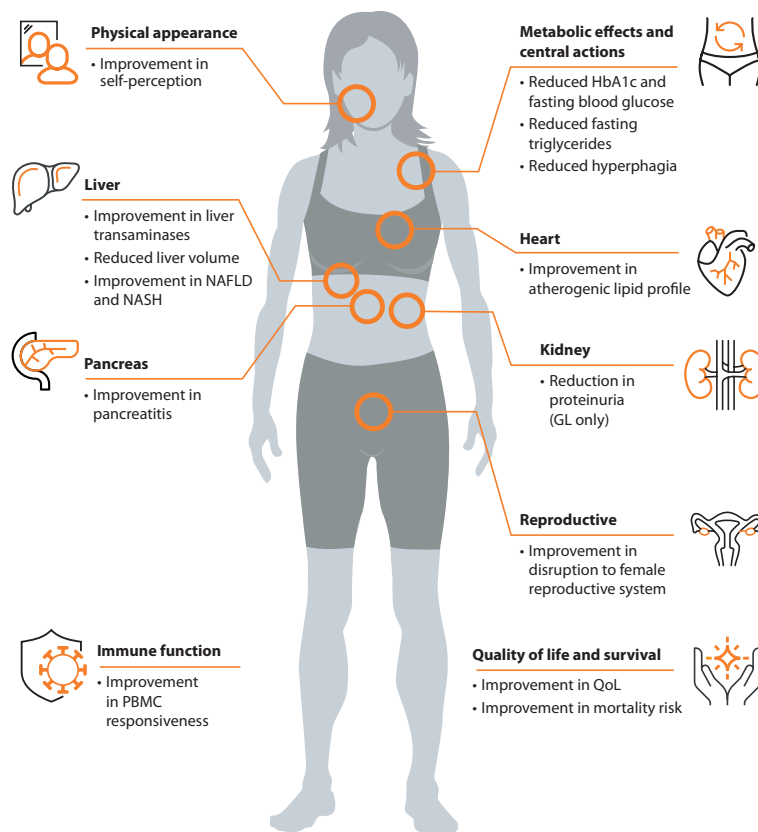 Physical appearance
• Improvement in
self-perception
Metabolic effects and
central actions
• Reduced HbA1c and
fasting blood glucose
• Reduced fasting
triglycerides
• Reduced hyperphagia
Liver
• Improvement in liver
transaminases
• Reduced liver volume
• Improvement in NAFLD
and NASH
Heart
• Improvement in
atherogenic lipid profile
Pancreas
• Improvement in
pancreatitis
Kidney
• Reduction in
proteinuria
(GL only)
Reproductive
• Improvement in
disruption to female
reproductive system
Immune function
• Improvement
in PBMC
responsiveness
Quality of life and survival
• Improvement in QoL
• Improvement in mortality risk